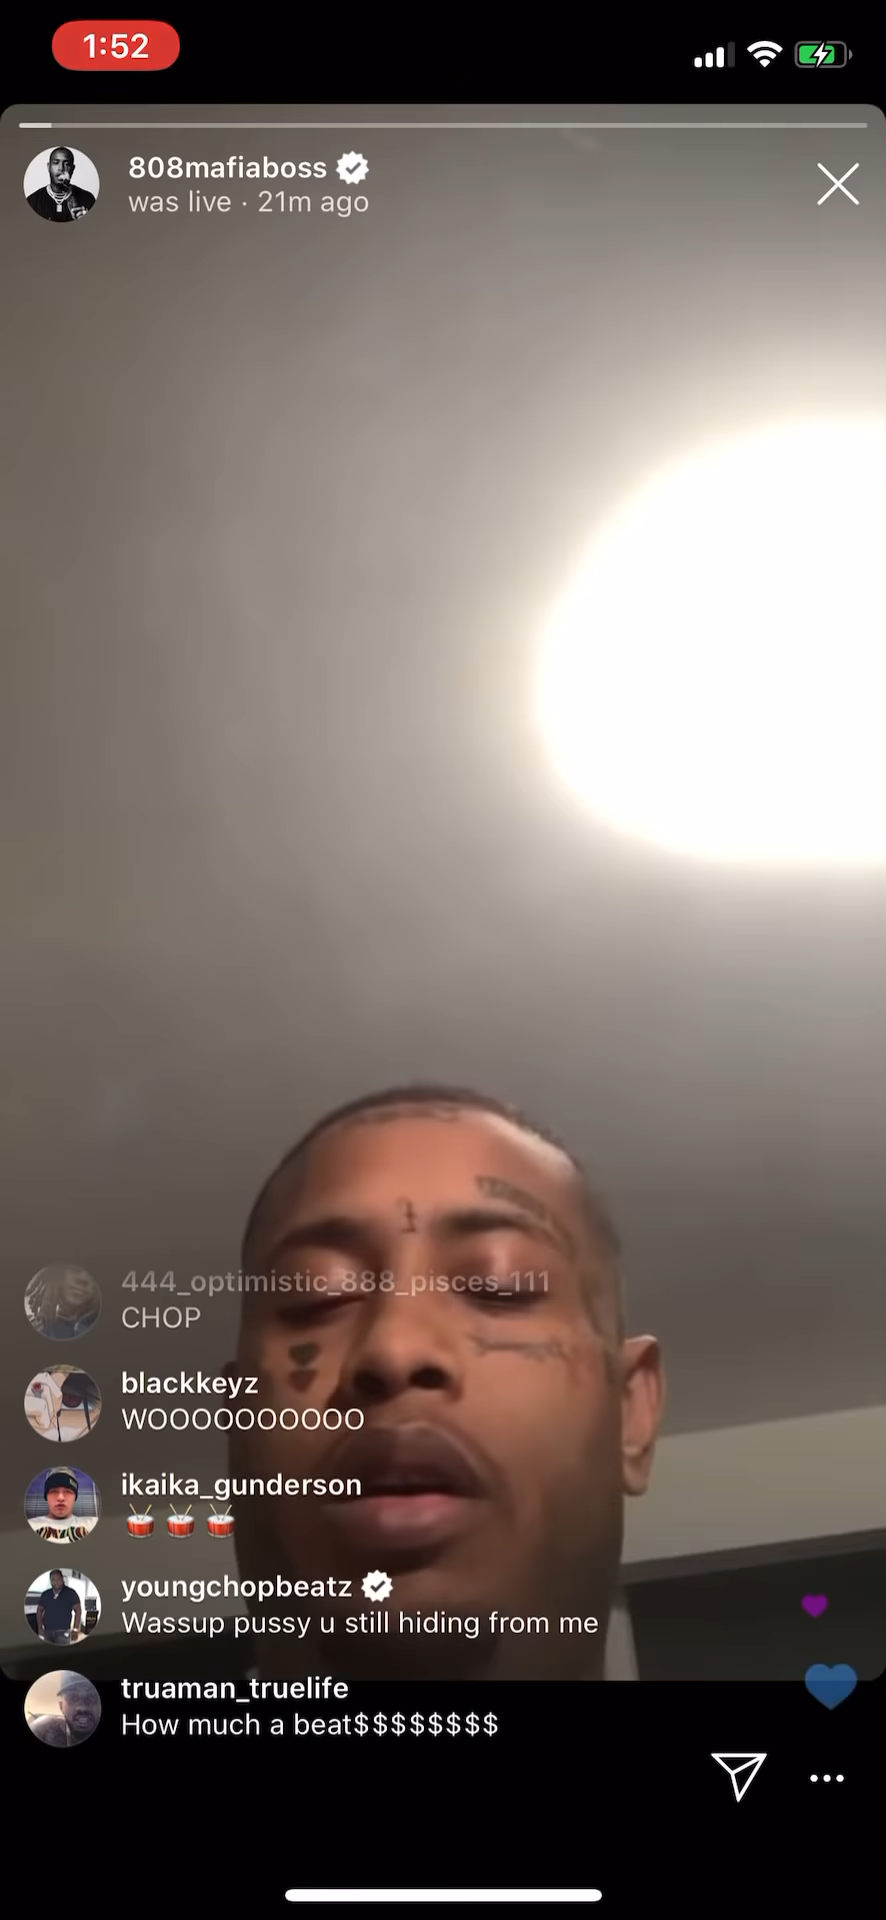 1:52
808mafiaboss
was live · 21m ago
444_optimistic_888_pisces_111
CHOP
blackkeyz
WOOOOOOOOOO
ikaika_gunderson
🥁 🥁 🥁
youngchopbeatz
Wassup pussy u still hiding from me
truaman_truelife
How much a beat$$$$$$$$